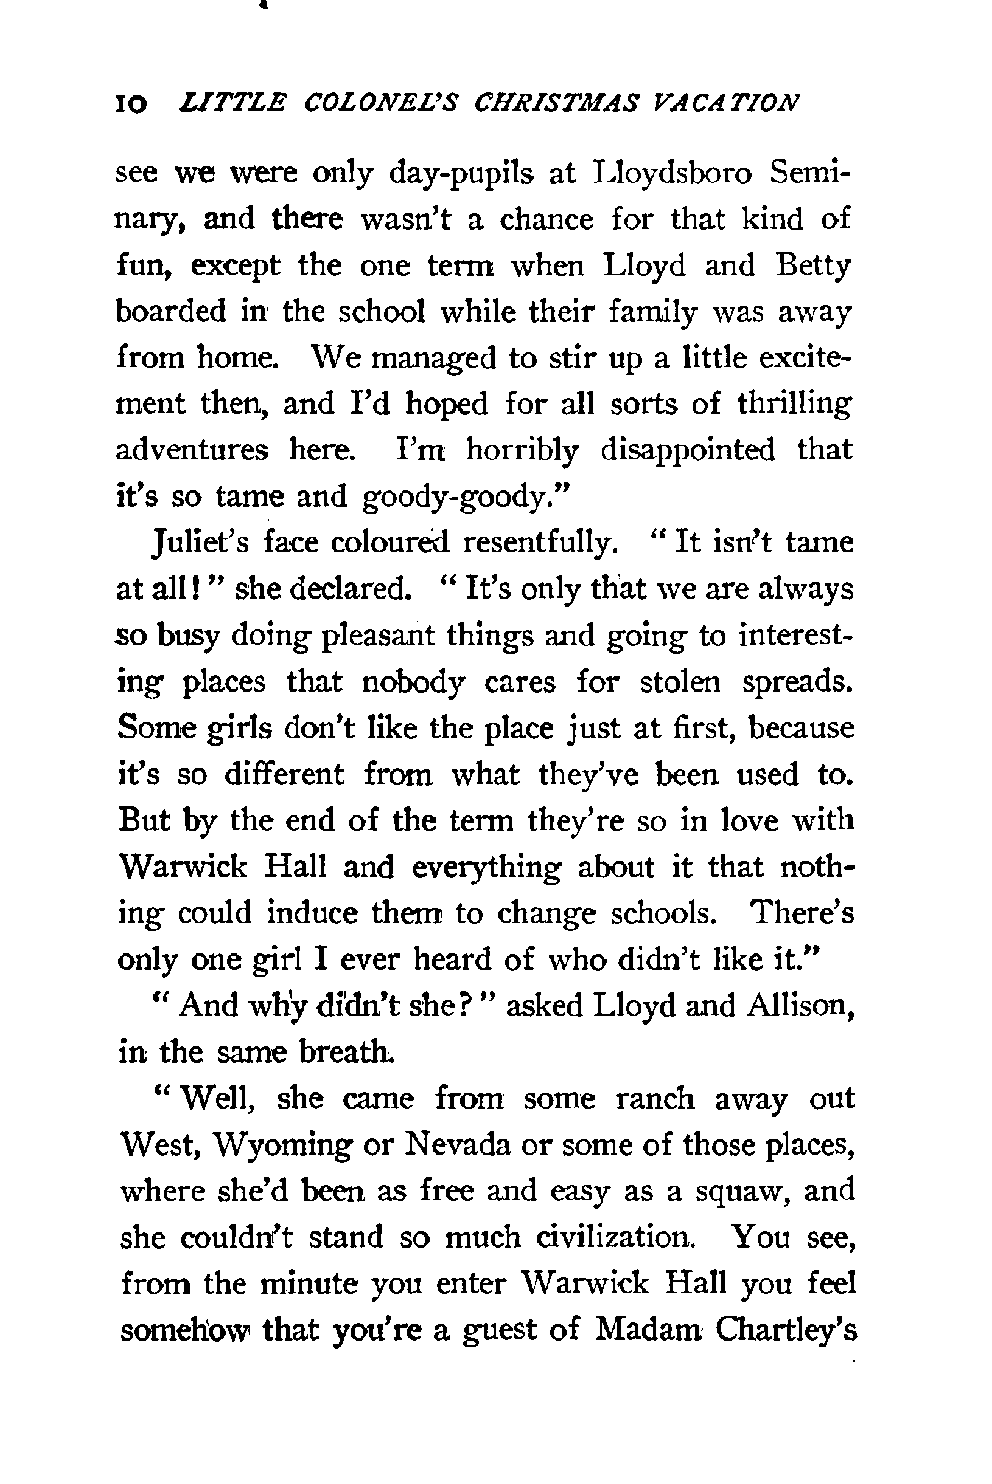 10 LITTLE COLONEL'S CHRISTMAS VACATION
see we were only day-pupils at Lloydsboro Semi-
nary, and there wasn't a chance for that kind of
fun, except the one term when Lloyd and Betty
boarded in the school while their family was away
from home. We managed to stir up a little excite-
ment then, and I'd hoped for all sorts of thrilling
adventures here. I'm horribly disappointed that
it's so tame and goody-goody."
Juliet's face coloured resentfully. "It isn't tame
at all!" she declared. "It's only that we are always
so busy doing pleasant things and going to interest-
ing places that nobody cares for stolen spreads.
Some girls don't like the place just at first, because
it's so different from what they've been used to.
But by the end of the term they're so in love with
Warwick Hall and everything about it that noth-
ing could induce them to change schools. There's
only one girl I ever heard of who didn't like it."
"And why didn't she?" asked Lloyd and Allison,
in the same breath.
"Well, she came from some ranch away out
West, Wyoming or Nevada or some of those places,
where she'd been as free and easy as a squaw, and
she couldn't stand so much civilization. You see,
from the minute you enter Warwick Hall you feel
somehow that you're a guest of Madam Chartley's